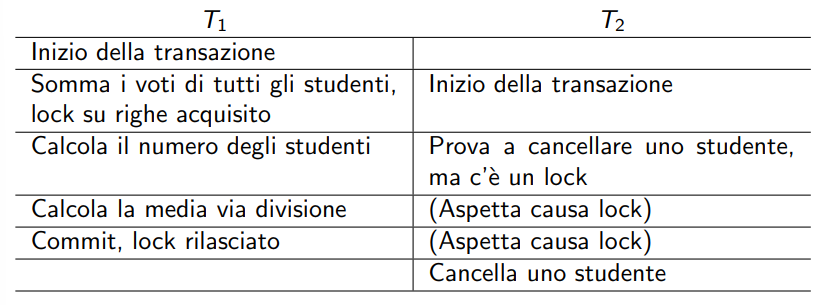 T1 T2
Inizio della transazione
Somma i voti di tutti gli studenti, Inizio della transazione
lock su righe acquisito
Calcola il numero degli studenti Prova a cancellare uno studente,
ma c'è un lock
Calcola la media via divisione (Aspetta causa lock)
Commit, lock rilasciato (Aspetta causa lock)
Cancella uno studente